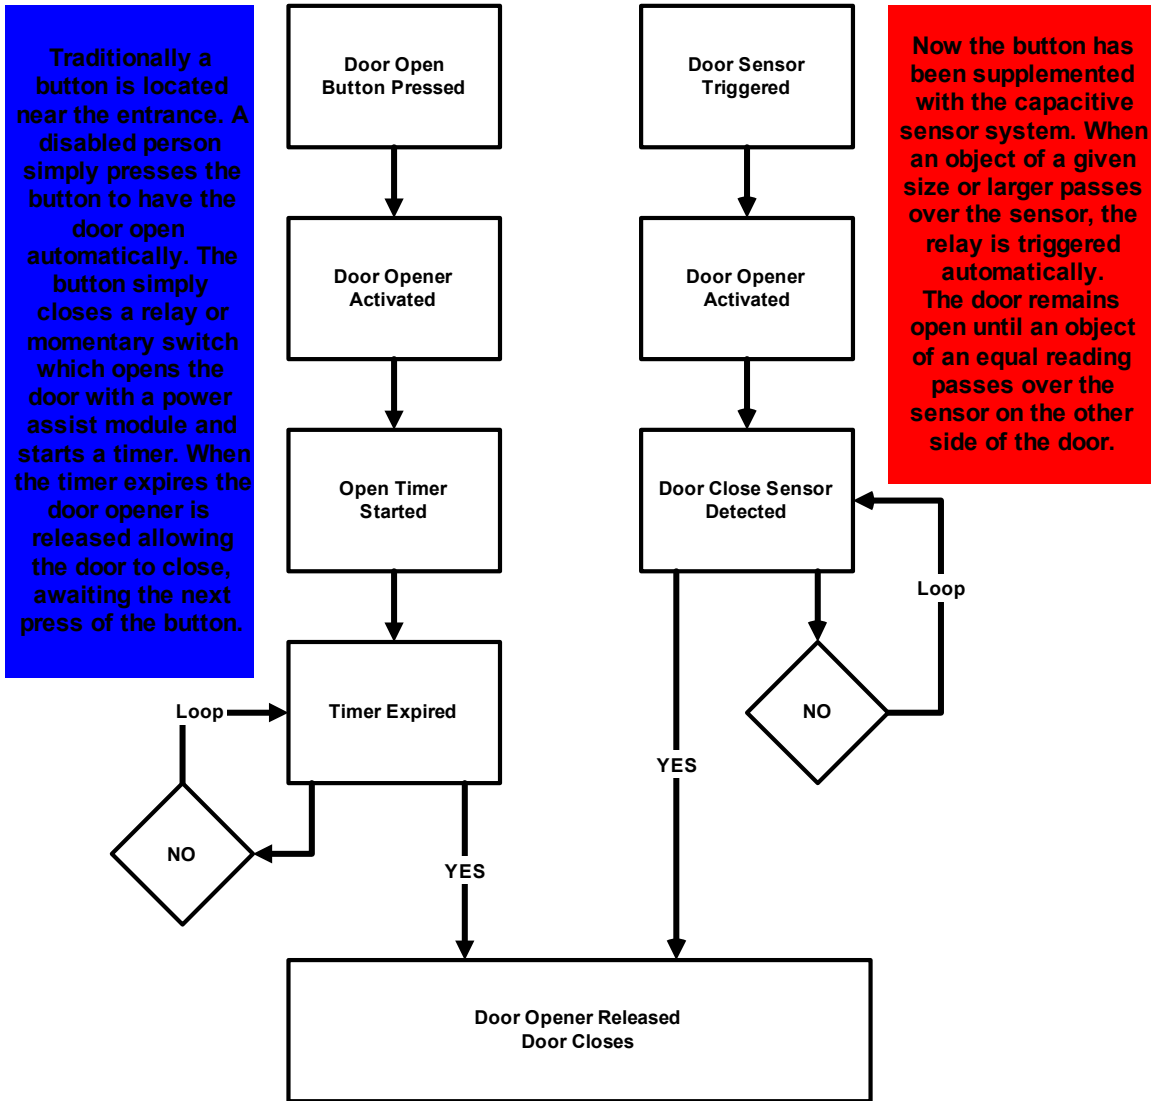 Traditionally a
button is located
near the entrance. A
disabled person
simply presses the
button to have the
door open
automatically. The
button simply
closes a relay or
momentary switch
which opens the
door with a power
assist module and
starts a timer. When
the timer expires the
door opener is
released allowing
the door to close,
awaiting the next
press of the button.
Door Open
Button Pressed
Door Opener
Activated
Open Timer
Started
Timer Expired
Loop
NO
YES
Door Sensor
Triggered
Door Opener
Activated
Door Close Sensor
Detected
Loop
NO
YES
Door Opener Released
Door Closes
Now the button has
been supplemented
with the capacitive
sensor system. When
an object of a given
size or larger passes
over the sensor, the
relay is triggered
automatically.
The door remains
open until an object
of an equal reading
passes over the
sensor on the other
side of the door.